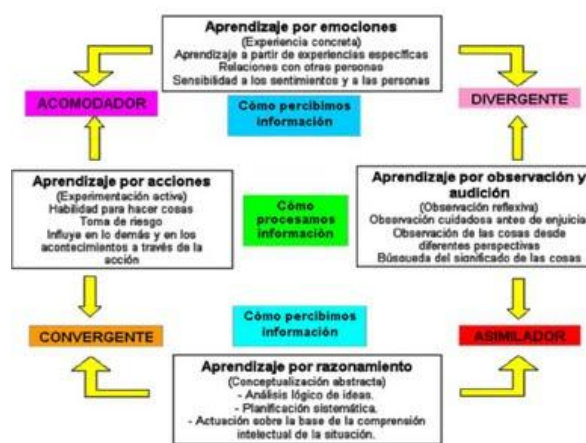 Aprendizaje por emociones
(Experiencia concreta)
Aprendizaje a partir de experiencias específicas
Relaciones con otras personas
Sensibilidad a los sentimientos y a las personas
ACOMODADOR
Cómo percibimos
información
DIVERGENTE
Aprendizaje por acciones
(Experimentación activa)
Habilidad para hacer cosas
Toma de riesgo
Influye en lo demás y en los
acontecimientos a través de la
acción
Cómo
procesamos
información
Aprendizaje por observación y
audición
(Observación reflexiva)
Observación cuidadosa antes de enjuicia
Observación de las cosas desde
diferentes perspectivas
Búsqueda del significado de las cosas
CONVERGENTE
Cómo percibimos
información
ASIMILADOR
Aprendizaje por razonamiento
(Conceptualización abstracta)
- Análisis lógico de ideas.
- Planificación sistemática.
- Actuación sobre la base de la comprensión
intelectual de la situación.